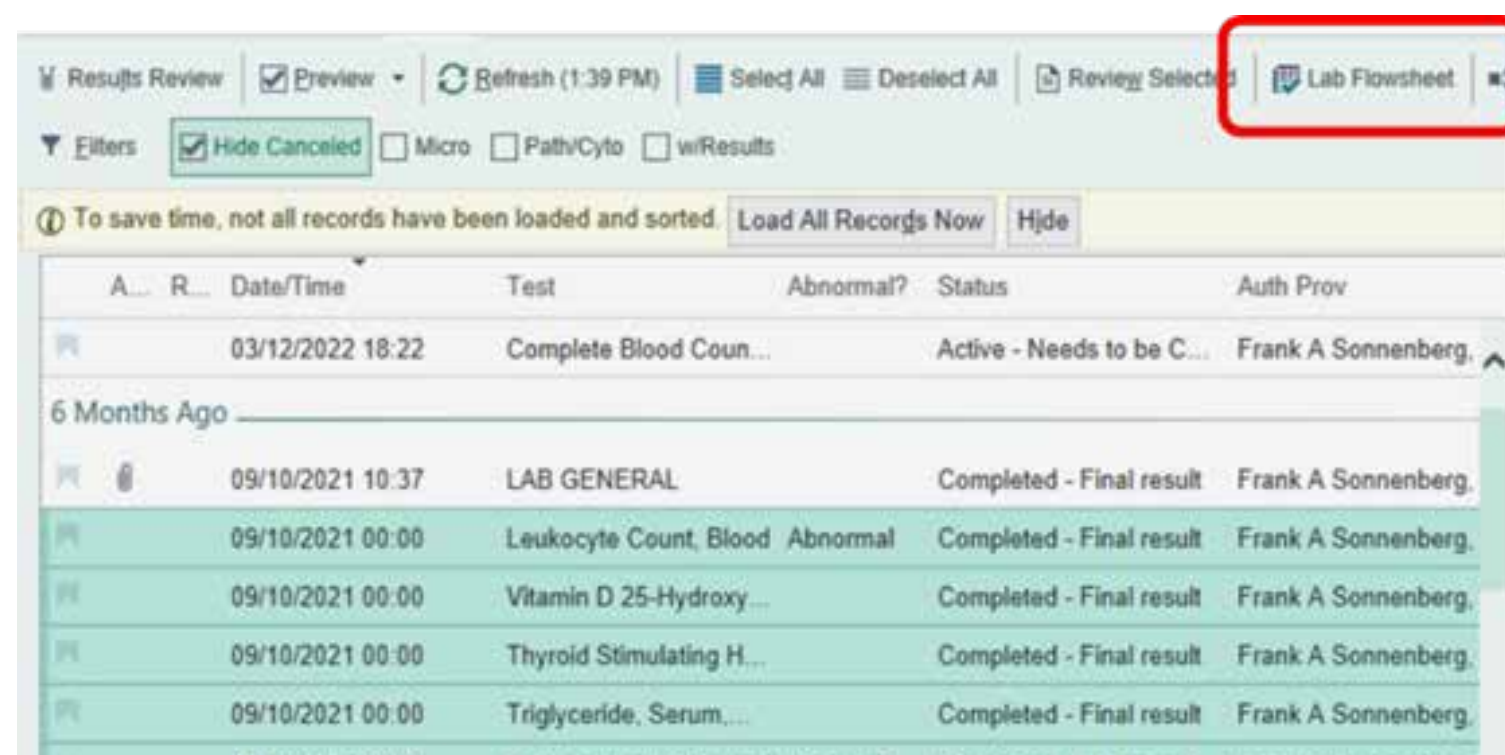 Results Review Preview Refresh (1:39 PM) Select All Deselect All Review Selected Lab Flowsheet
Filters Hide Canceled Micro Path/Cyto w/Results
To save time, not all records have been loaded and sorted. Load All Records Now Hide
A... R... Date/Time Test Abnormal? Status Auth Prov
03/12/2022 18:22 Complete Blood Coun... Active - Needs to be C... Frank A Sonnenberg,
6 Months Ago
09/10/2021 10:37 LAB GENERAL Completed - Final result Frank A Sonnenberg,
09/10/2021 00:00 Leukocyte Count, Blood Abnormal Completed - Final result Frank A Sonnenberg,
09/10/2021 00:00 Vitamin D 25-Hydroxy... Completed - Final result Frank A Sonnenberg,
09/10/2021 00:00 Thyroid Stimulating H... Completed - Final result Frank A Sonnenberg,
09/10/2021 00:00 Triglyceride, Serum,... Completed - Final result Frank A Sonnenberg,